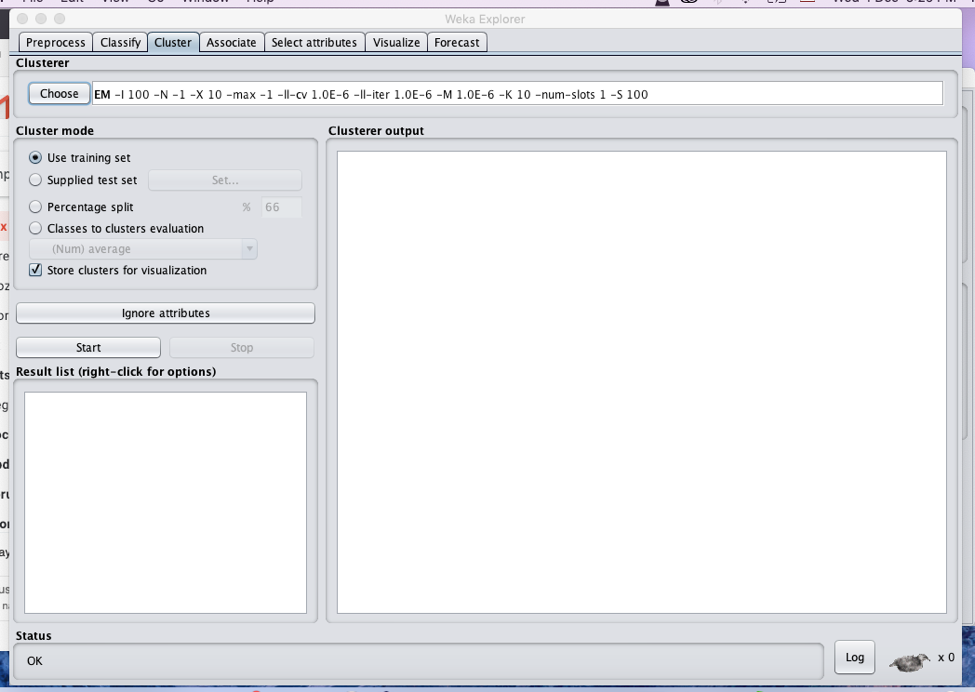 Weka Explorer
Preprocess Classify Cluster Associate Select attributes Visualize Forecast
Clusterer
Choose EM -I 100 -N -1 -X 10 -max -1 -ll-cv 1.0E-6 -ll-iter 1.0E-6 -M 1.0E-6 -K 10 -num-slots 1 -S 100
Cluster mode
Use training set
Supplied test set Set...
Percentage split % 66
Classes to clusters evaluation
(Num) average
Store clusters for visualization
Ignore attributes
Start Stop
Result list (right-click for options)
Clusterer output
Status
OK
Log x 0